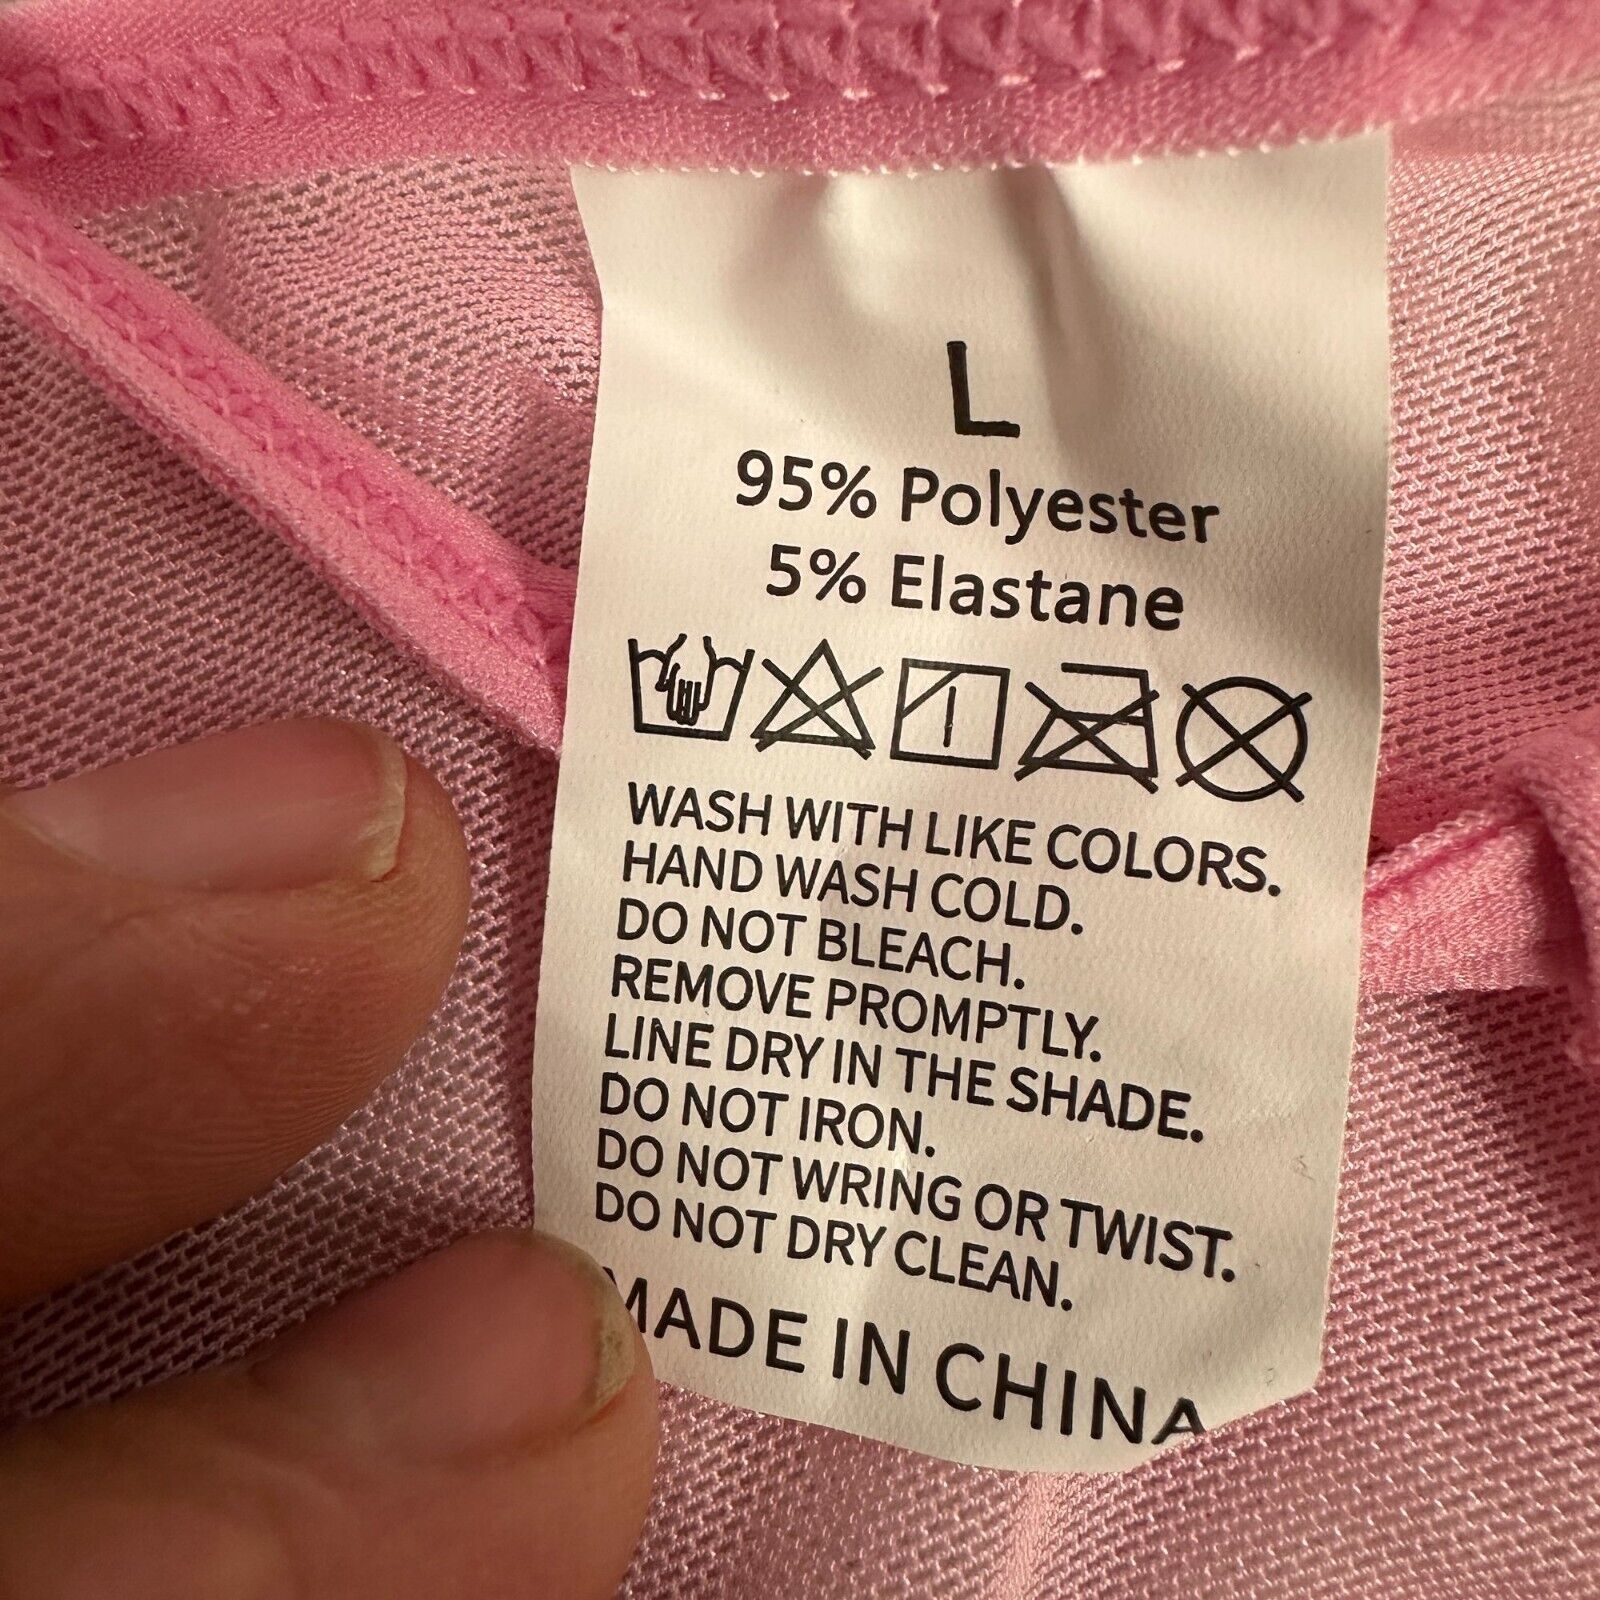 L
95% Polyester
5% Elastane
WASH WITH LIKE COLORS.
HAND WASH COLD.
DO NOT BLEACH.
REMOVE PROMPTLY.
LINE DRY IN THE SHADE.
DO NOT IRON.
DO NOT WRING OR TWIST.
DO NOT DRY CLEAN.
MADE IN CHINA